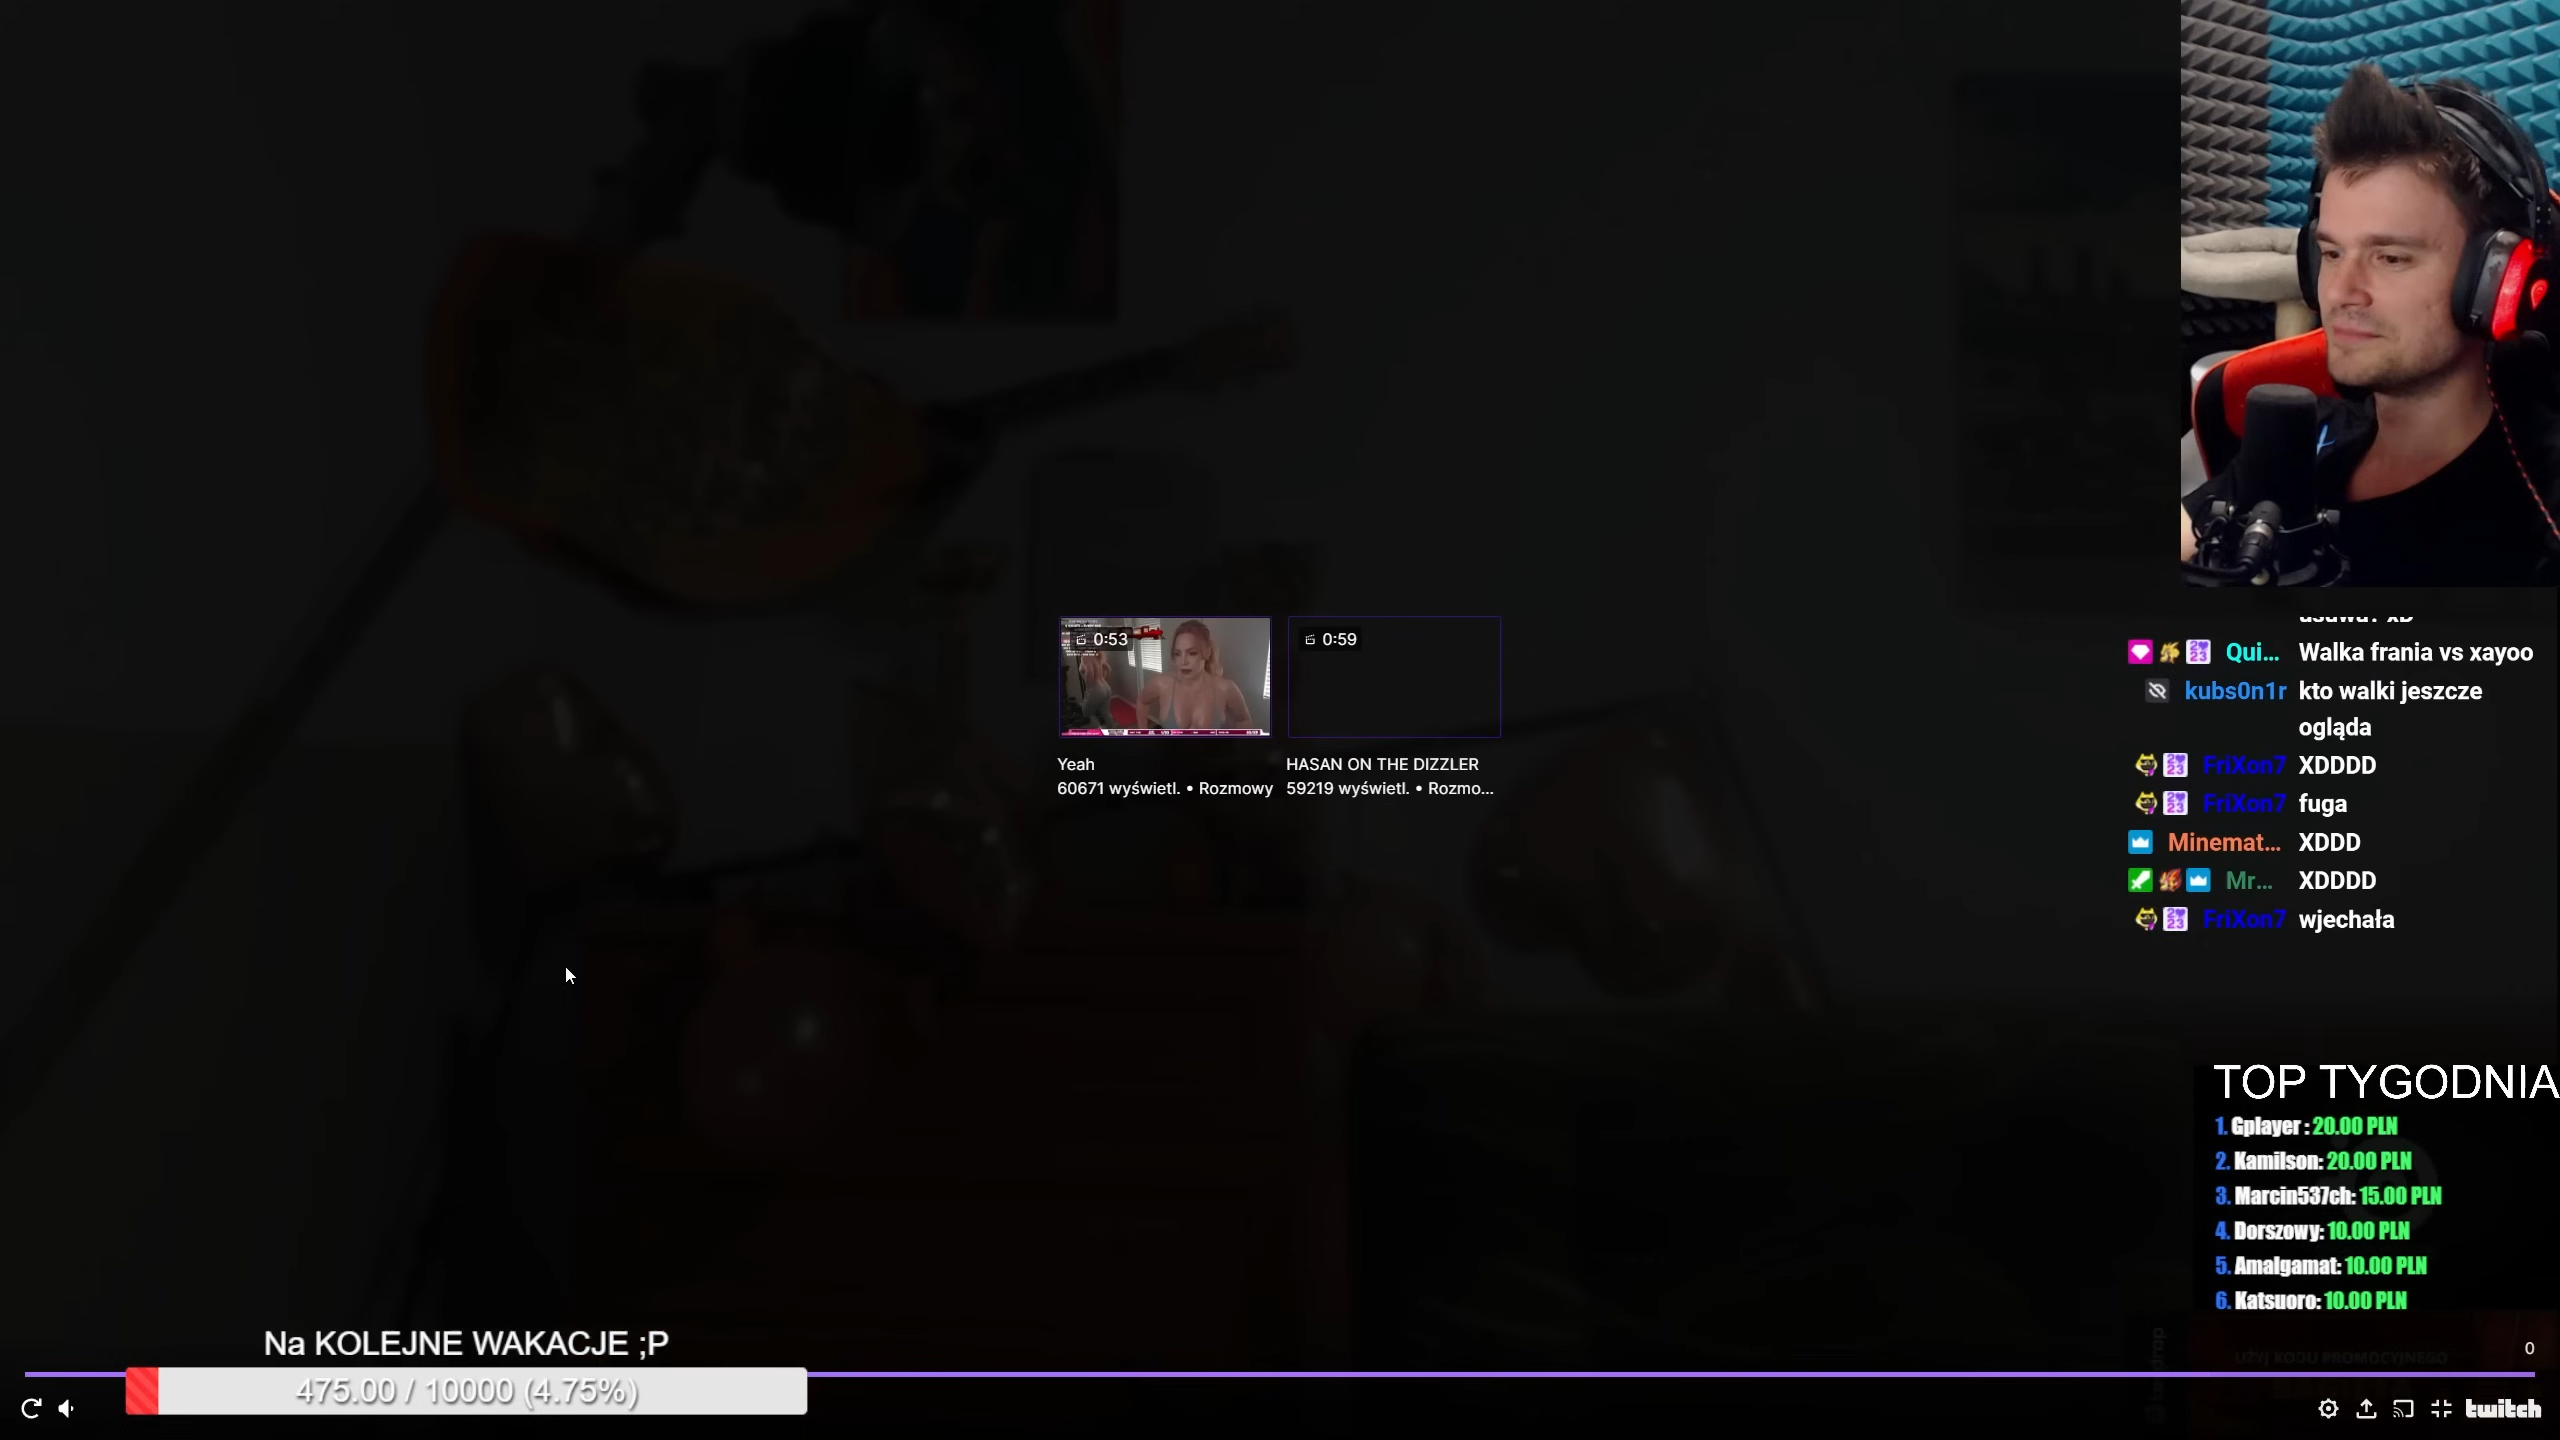 0:53
0:59
Yeah
60671 wyświetl. • Rozmowy
HASAN ON THE DIZZLER
59219 wyświetl. • Rozmo...
Qui... Walka frania vs xayoo
kubs0n1r kto walki jeszcze
ogląda
FriXon7 XDDDD
FriXon7 fuga
Minemat... XDDD
Mr... XDDDD
FriXon7 wjechała
TOP TYGODNIA
1. Gplayer : 20.00 PLN
2. Kamilson: 20.00 PLN
3. Marcin537ch: 15.00 PLN
4. Dorszowy: 10.00 PLN
5. Amalgamat: 10.00 PLN
6. Katsuoro: 10.00 PLN
Na KOLEJNE WAKACJE ;P
475.00 / 10000 (4.75%)
0
UŻYJ KODU PROMOCYJNEGO
twitch